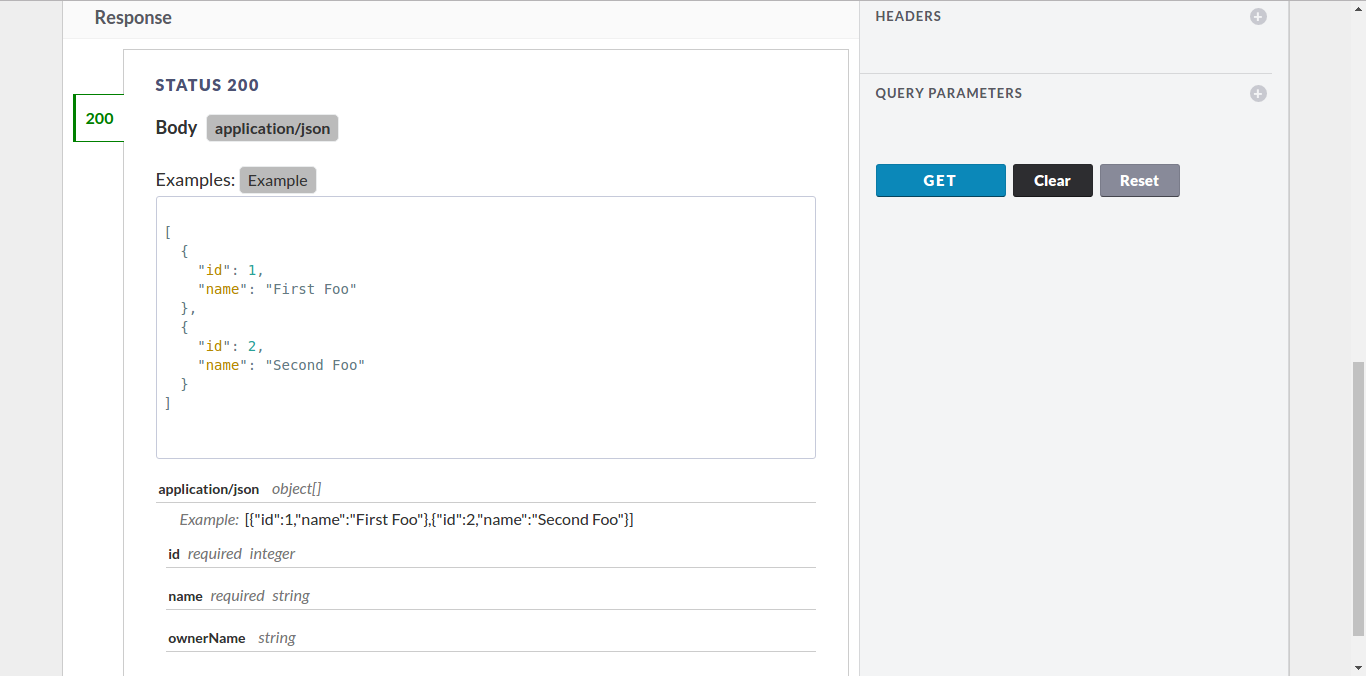 Response
200
STATUS 200
Body application/json
Examples: Example
[
{
"id": 1,
"name": "First Foo"
},
{
"id": 2,
"name": "Second Foo"
}
]
application/json object[]
Example: [{"id":1,"name":"First Foo"},{"id":2,"name":"Second Foo"}]
id required integer
name required string
ownerName string
HEADERS
QUERY PARAMETERS
GET Clear Reset